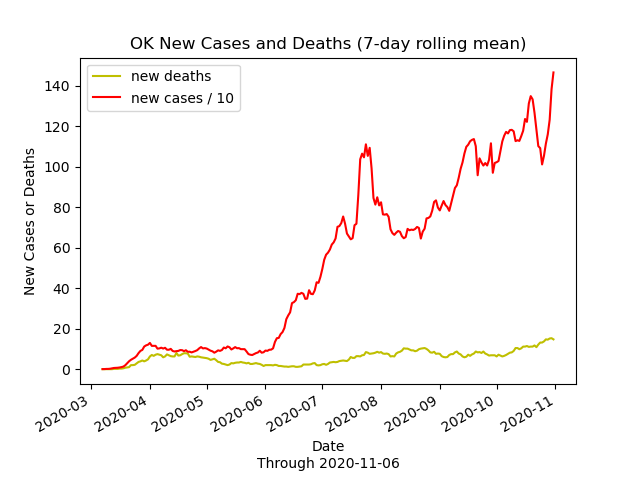 OK New Cases and Deaths (7-day rolling mean)
new deaths
new cases / 10
New Cases or Deaths
140
120
100
80
60
40
20
0
2020-03
2020-04
2020-05
2020-06
2020-07
2020-08
2020-09
2020-10
2020-11
Date
Through 2020-11-06